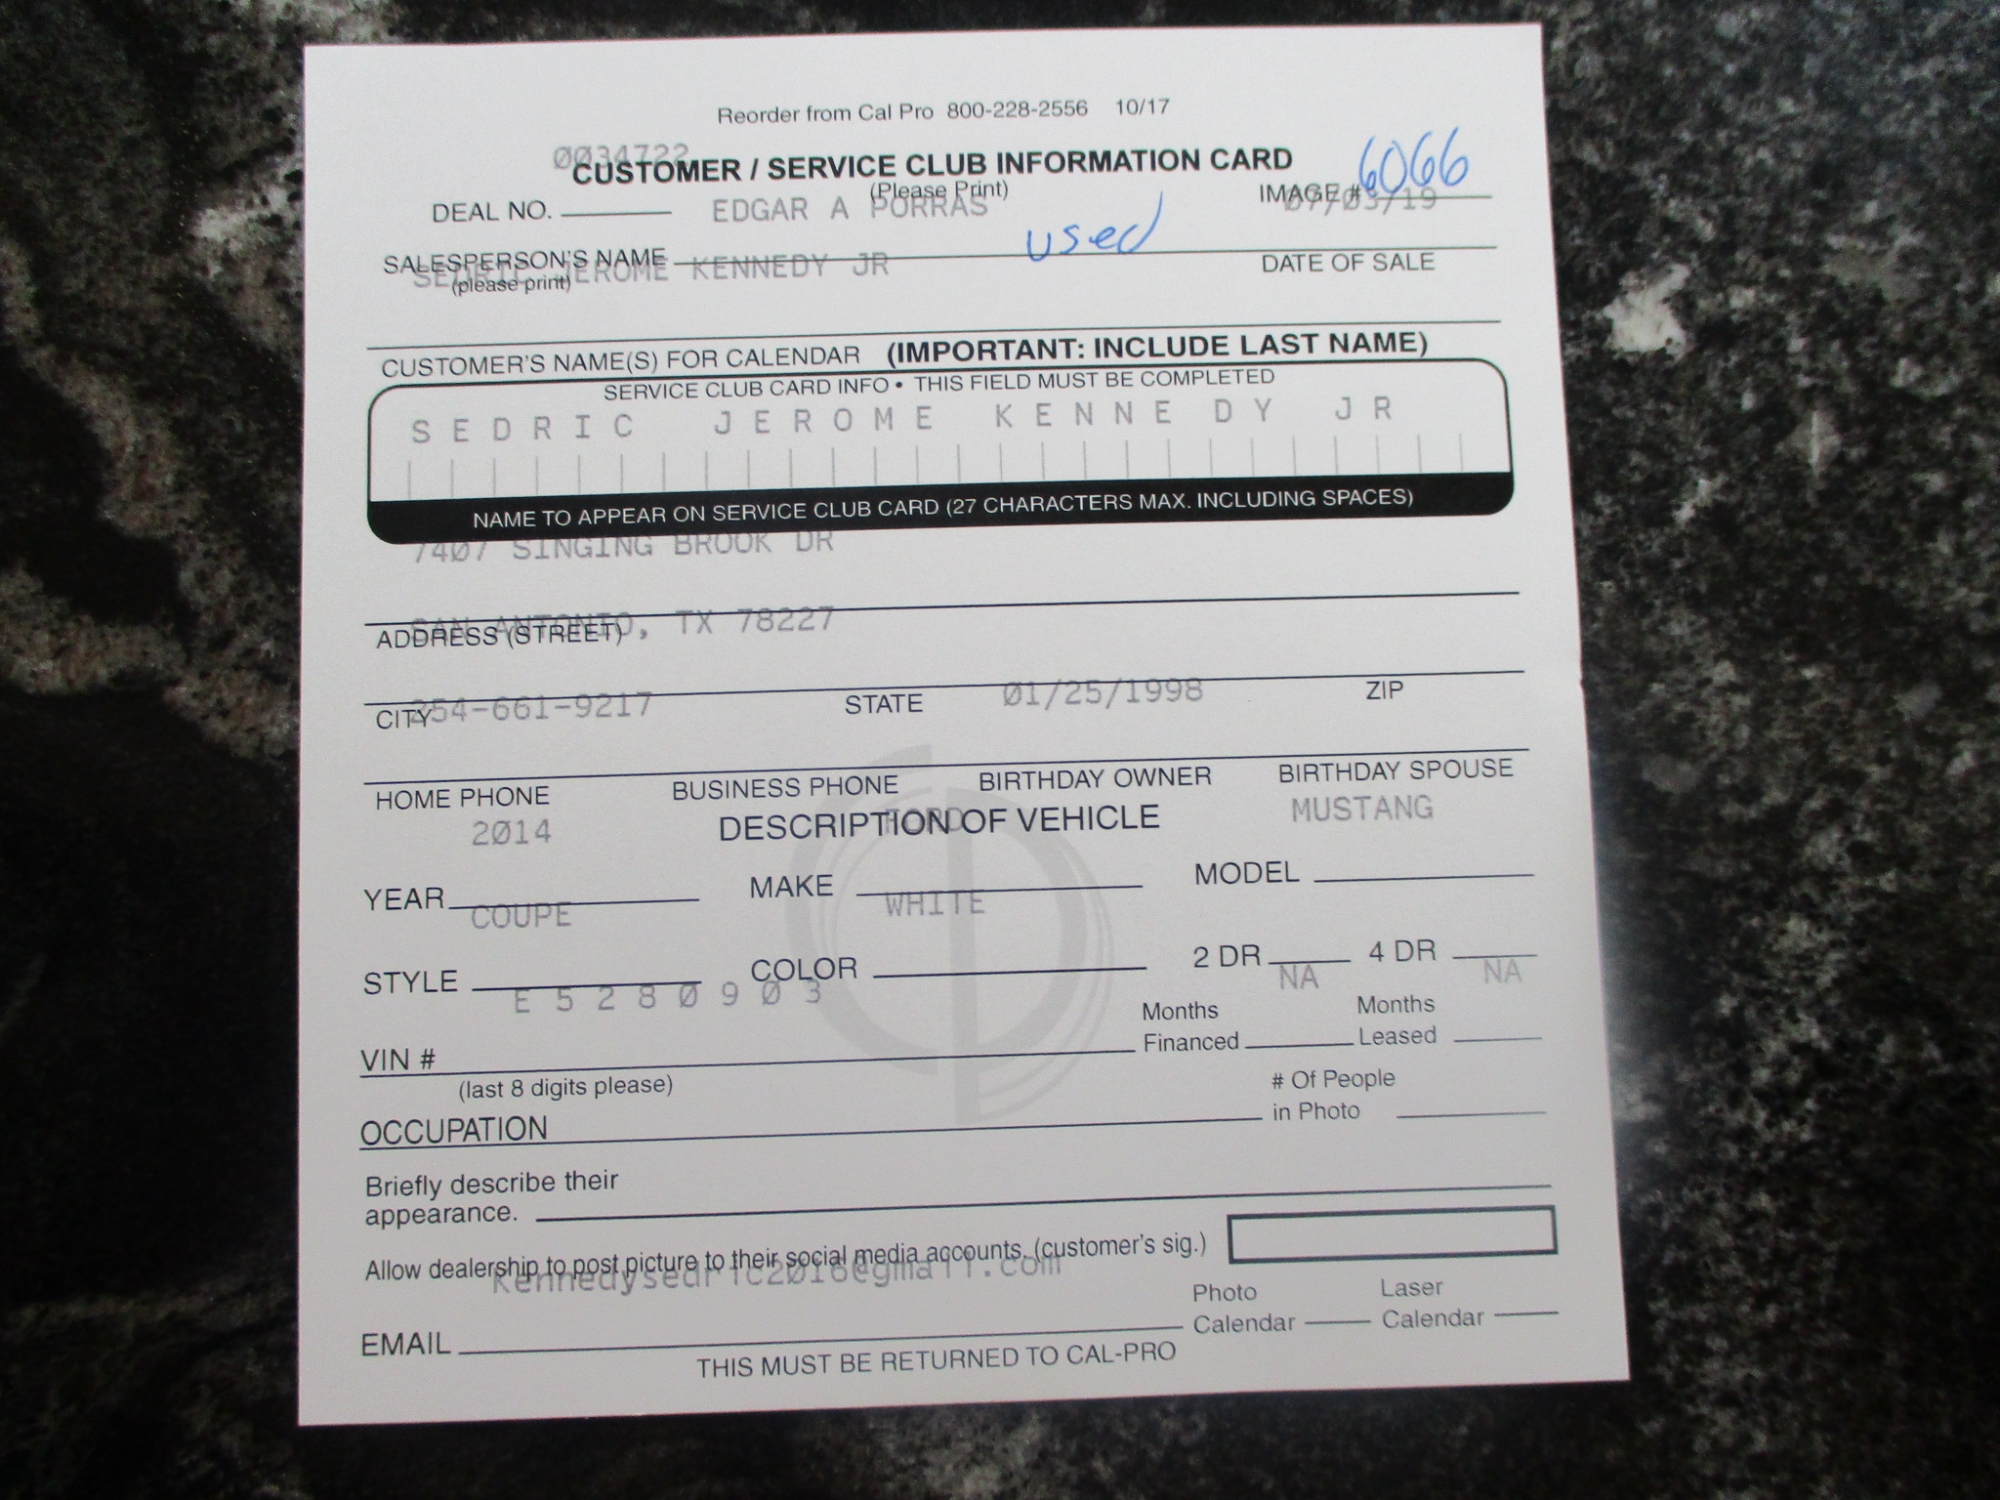 Reorder from Cal Pro 800-228-2556 10/17
0034722
CUSTOMER / SERVICE CLUB INFORMATION CARD
(Please Print)
DEAL NO. EDGAR A PORRAS IMAGE # 6066
07/03/19
used
SALESPERSON'S NAME DATE OF SALE
(please print)
SEDRIC JEROME KENNEDY JR
CUSTOMER'S NAME(S) FOR CALENDAR (IMPORTANT: INCLUDE LAST NAME)
SERVICE CLUB CARD INFO • THIS FIELD MUST BE COMPLETED
SEDRIC JEROME KENNEDY JR
NAME TO APPEAR ON SERVICE CLUB CARD (27 CHARACTERS MAX. INCLUDING SPACES)
7407 SINGING BROOK DR
ADDRESS (STREET)
SAN ANTONIO, TX 78227
CITY STATE ZIP
254-661-9217 01/25/1998
HOME PHONE BUSINESS PHONE BIRTHDAY OWNER BIRTHDAY SPOUSE
DESCRIPTION OF VEHICLE
2014 FORD MUSTANG
YEAR MAKE MODEL
COUPE WHITE
STYLE COLOR 2 DR 4 DR
NA NA
E5280903
VIN # Months Financed Months Leased
(last 8 digits please)
# Of People in Photo
OCCUPATION
Briefly describe their
appearance.
Allow dealership to post picture to their social media accounts. (customer's sig.)
Kennedysedric2016@gmail.com
Photo Calendar Laser Calendar
EMAIL
THIS MUST BE RETURNED TO CAL-PRO